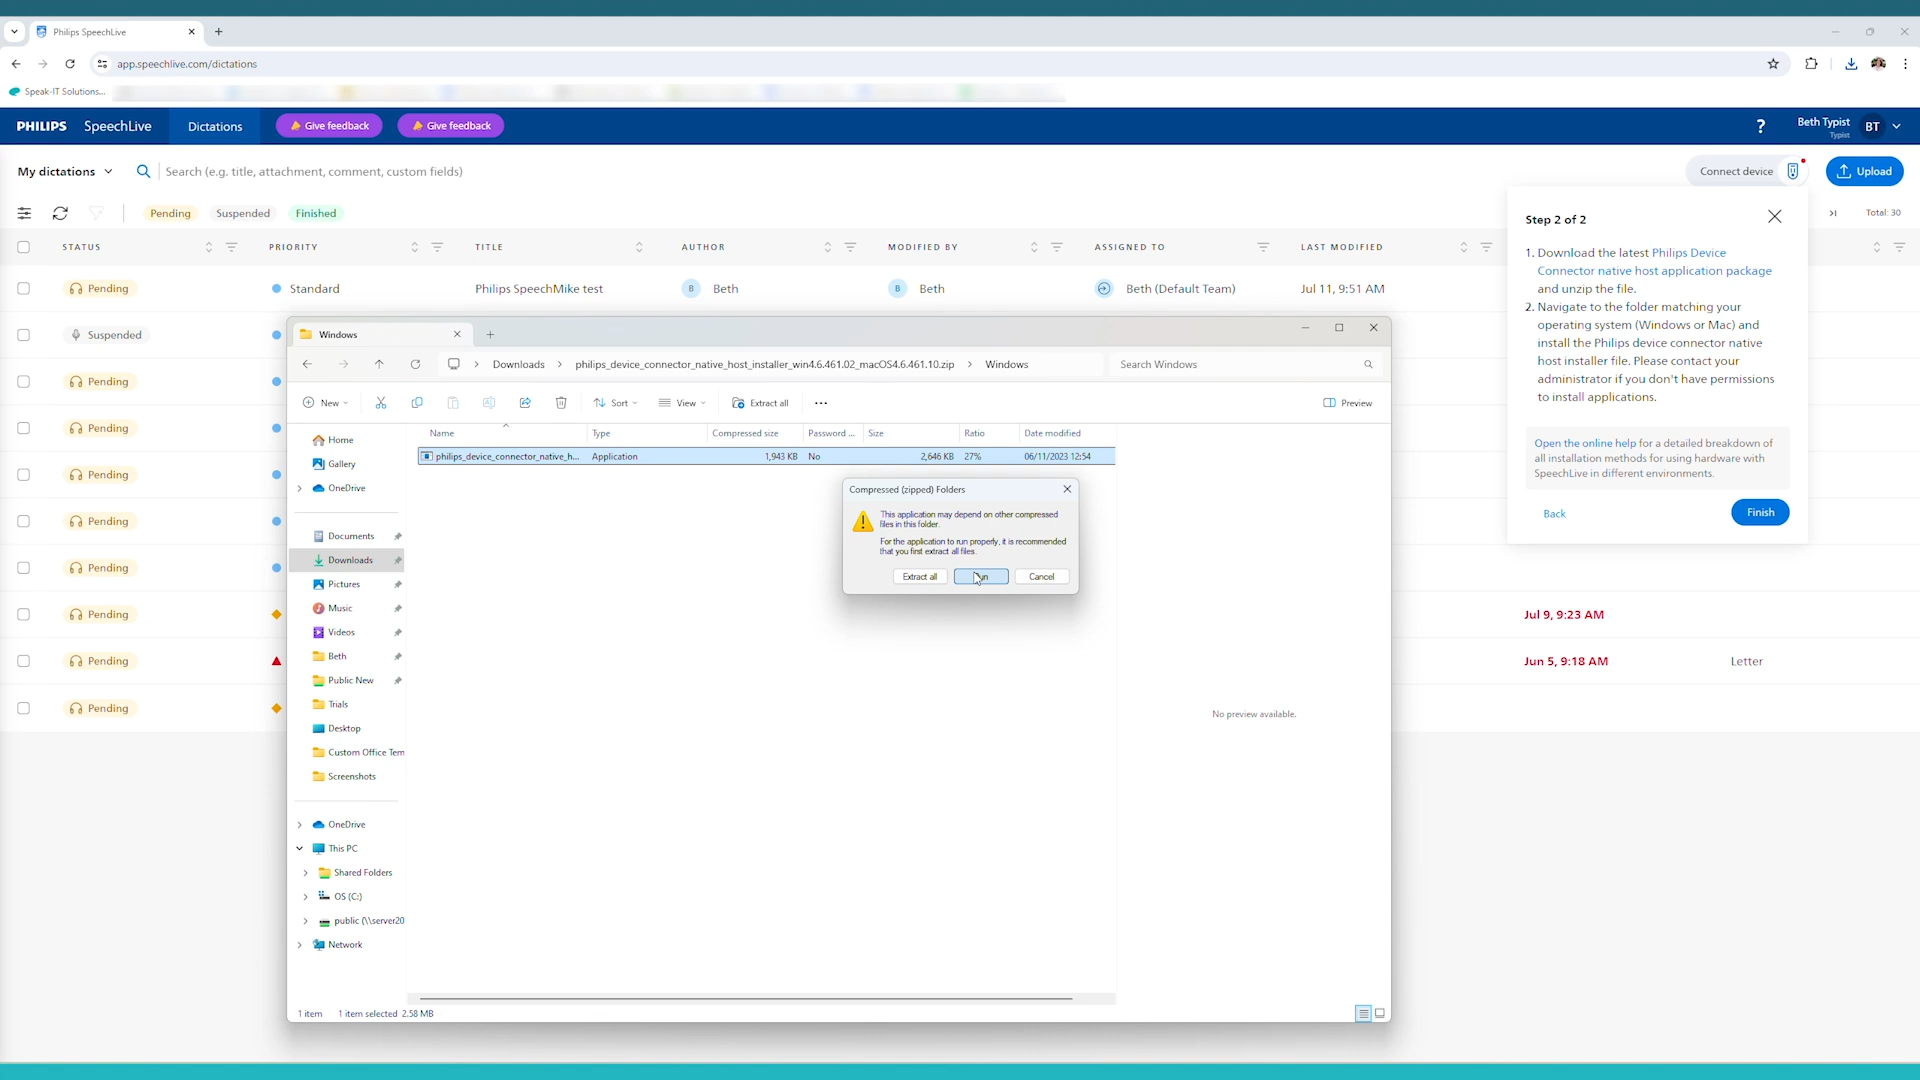 Philips SpeechLive
app.speechlive.com/dictations
Speak-IT Solutions...
PHILIPS SpeechLive Dictations Give feedback Give feedback ? Beth Typist BT
Typist
My dictations Search (e.g. title, attachment, comment, custom fields) Connect device Upload
Pending Suspended Finished Total: 30
STATUS PRIORITY TITLE AUTHOR MODIFIED BY ASSIGNED TO LAST MODIFIED
Pending Standard Philips SpeechMike test B Beth B Beth Beth (Default Team) Jul 11, 9:51 AM
Suspended
Pending
Pending
Pending
Pending
Pending
Pending Jul 9, 9:23 AM
Pending Jun 5, 9:18 AM Letter
Pending
Step 2 of 2
1. Download the latest Philips Device
Connector native host application package
and unzip the file.
2. Navigate to the folder matching your
operating system (Windows or Mac) and
install the Philips device connector native
host installer file. Please contact your
administrator if you don't have permissions
to install applications.
Open the online help for a detailed breakdown of
all installation methods for using hardware with
SpeechLive in different environments.
Back Finish
Windows
Downloads philips_device_connector_native_host_installer_win4.6.461.02_macOS4.6.461.10.zip Windows Search Windows
New Sort View Extract all Preview
Name Type Compressed size Password ... Size Ratio Date modified
philips_device_connector_native_h... Application 1,943 KB No 2,646 KB 27% 06/11/2023 12:54
Home
Gallery
OneDrive
Documents
Downloads
Pictures
Music
Videos
Beth
Public New
Trials
Desktop
Custom Office Tem
Screenshots
OneDrive
This PC
Shared Folders
OS (C:)
public (\\server20
Network
Compressed (zipped) Folders
This application may depend on other compressed
files in this folder.
For the application to run properly, it is recommended
that you first extract all files.
Extract all Cancel
No preview available.
1 item 1 item selected 2.58 MB